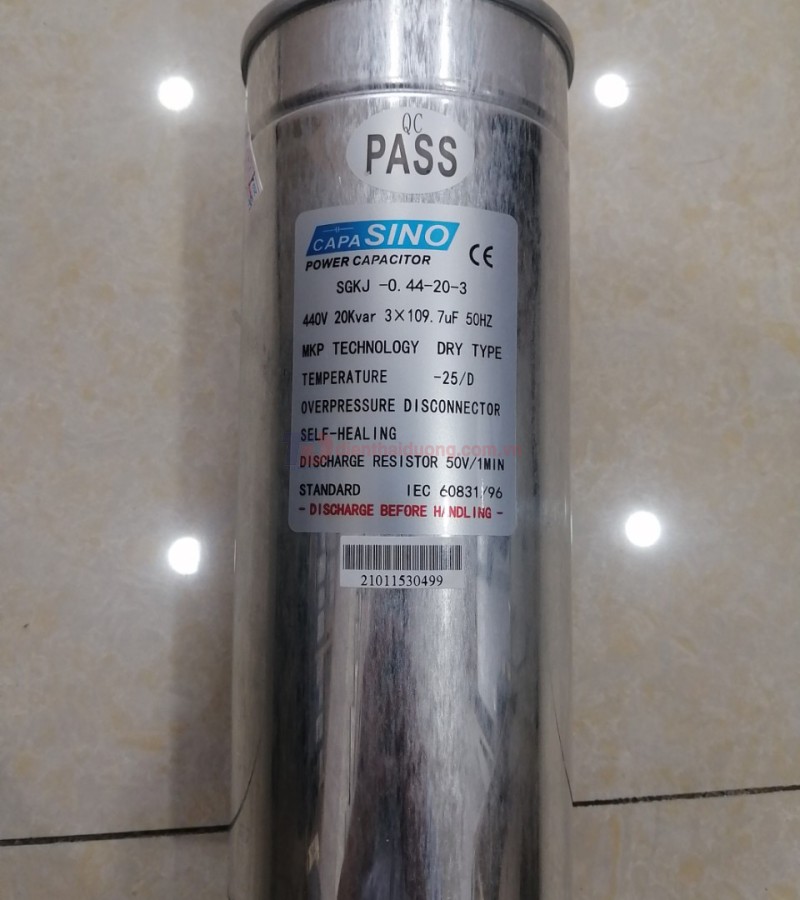 QC
PASS
CAPA SINO
POWER CAPACITOR
CE
SGKJ -0.44-20-3
440V 20Kvar 3×109.7uF 50HZ
MKP TECHNOLOGY DRY TYPE
TEMPERATURE -25/D
OVERPRESSURE DISCONNECTOR
SELF-HEALING
DISCHARGE RESISTOR 50V/1MIN
STANDARD IEC 60831/96
- DISCHARGE BEFORE HANDLING -
21011530499